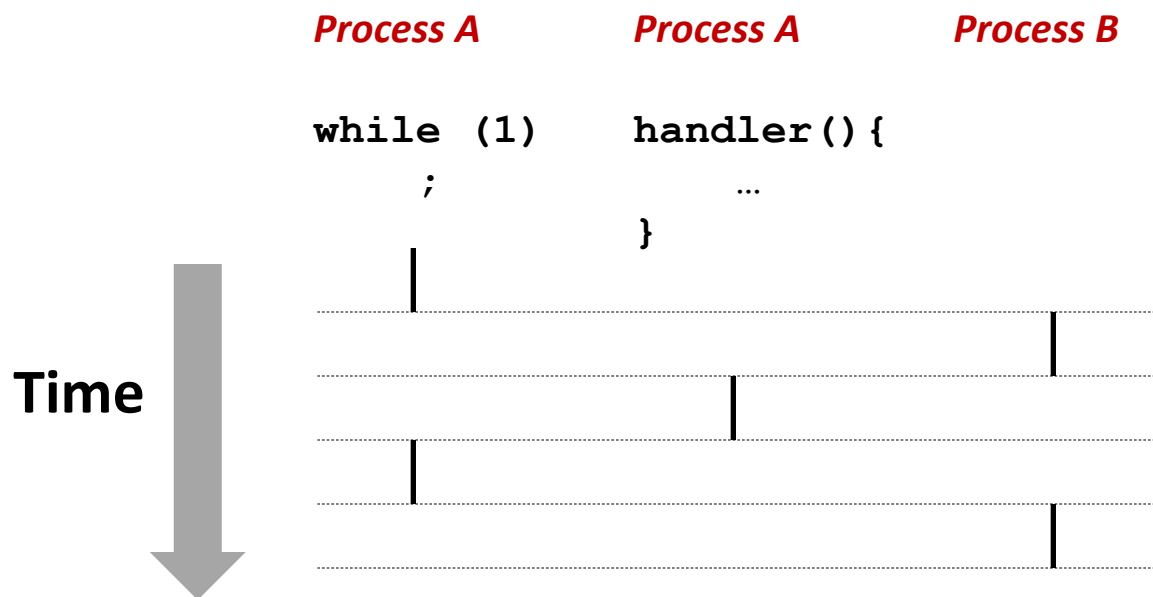 Process A Process A Process B
while (1) handler(){
; …
}
Time